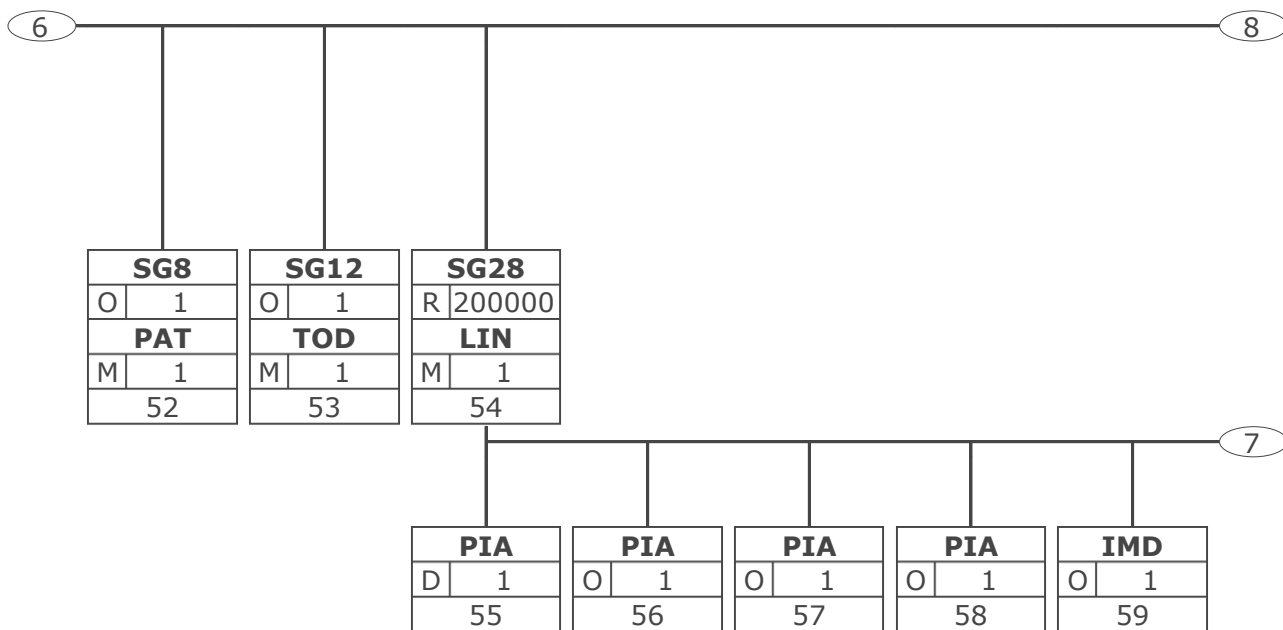 6
8
SG8
SG12
SG28
O 1
O 1
R 200000
PAT
TOD
LIN
M 1
M 1
M 1
52
53
54
7
PIA
PIA
PIA
PIA
IMD
D 1
O 1
O 1
O 1
O 1
55
56
57
58
59